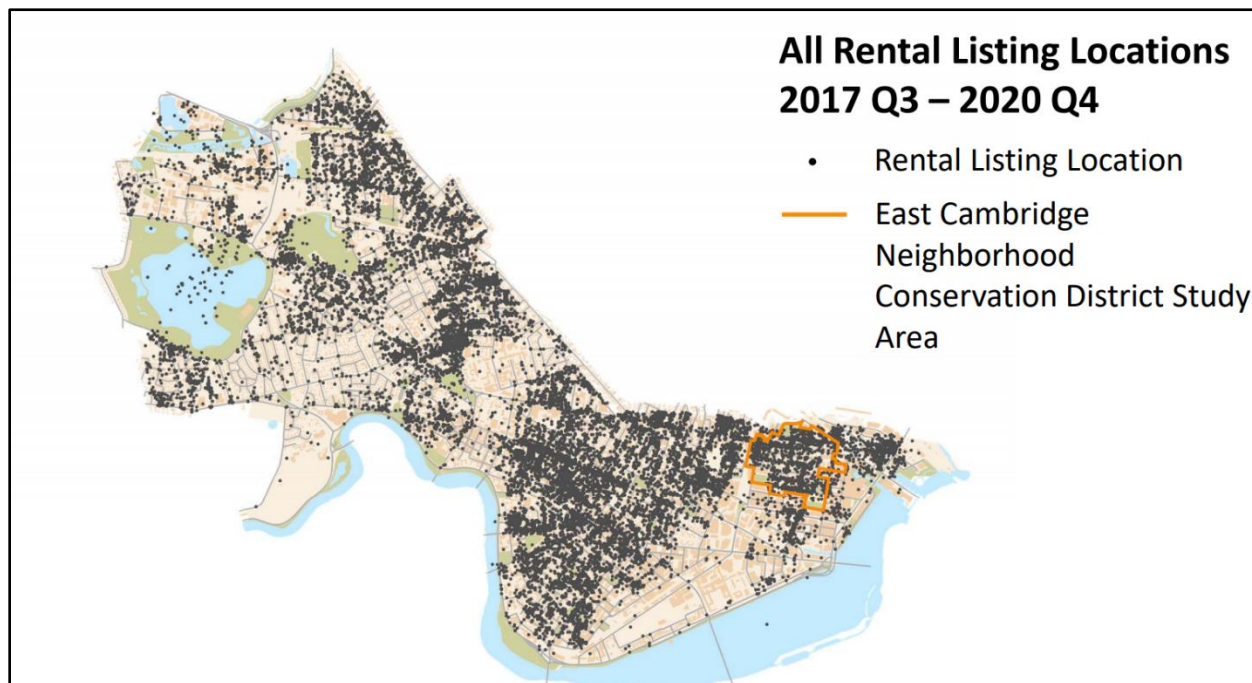 All Rental Listing Locations
2017 Q3 – 2020 Q4
Rental Listing Location
East Cambridge
Neighborhood
Conservation District Study
Area